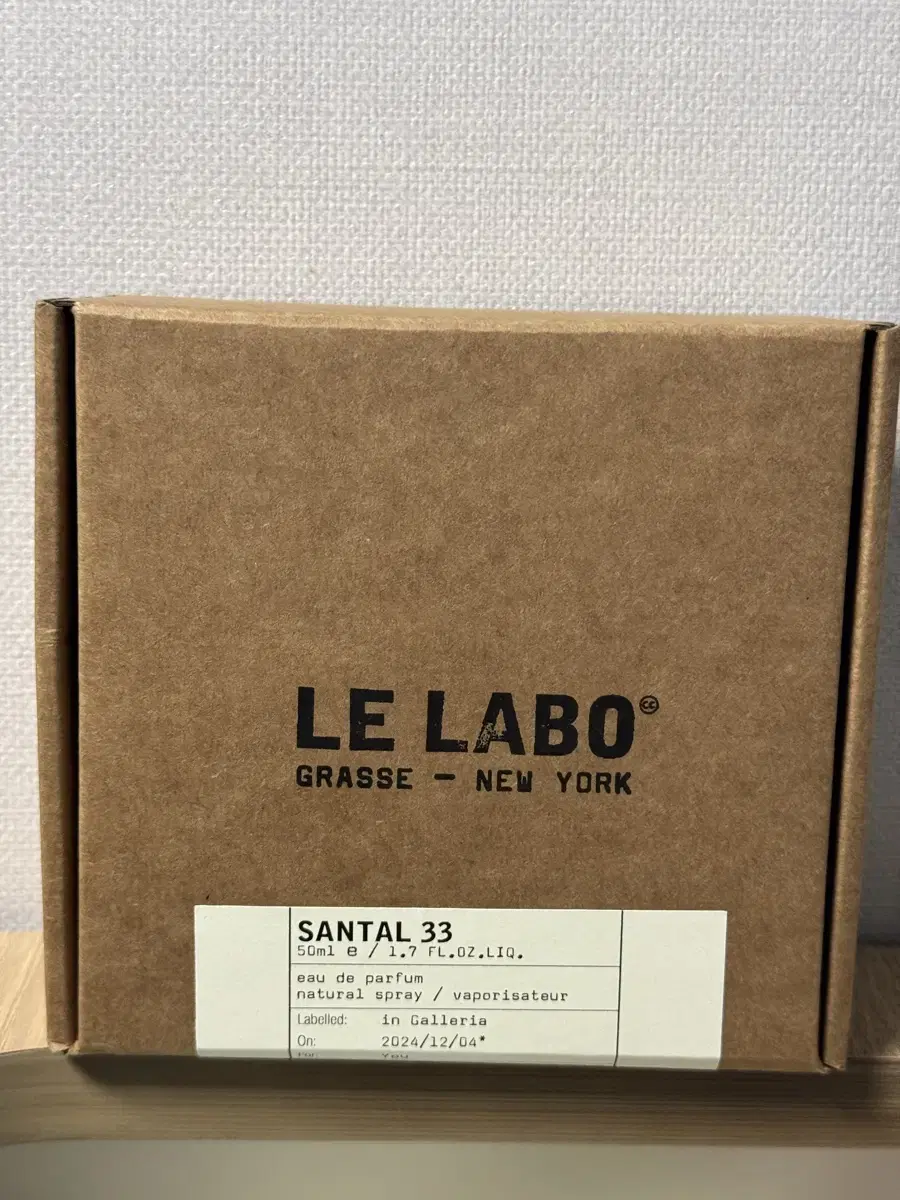 LE LABO
GRASSE — NEW YORK
SANTAL 33
50ml e / 1.7 FL.OZ.LIQ.
eau de parfum
natural spray / vaporisateur
Labelled: in Galleria
On: 2024/12/04*